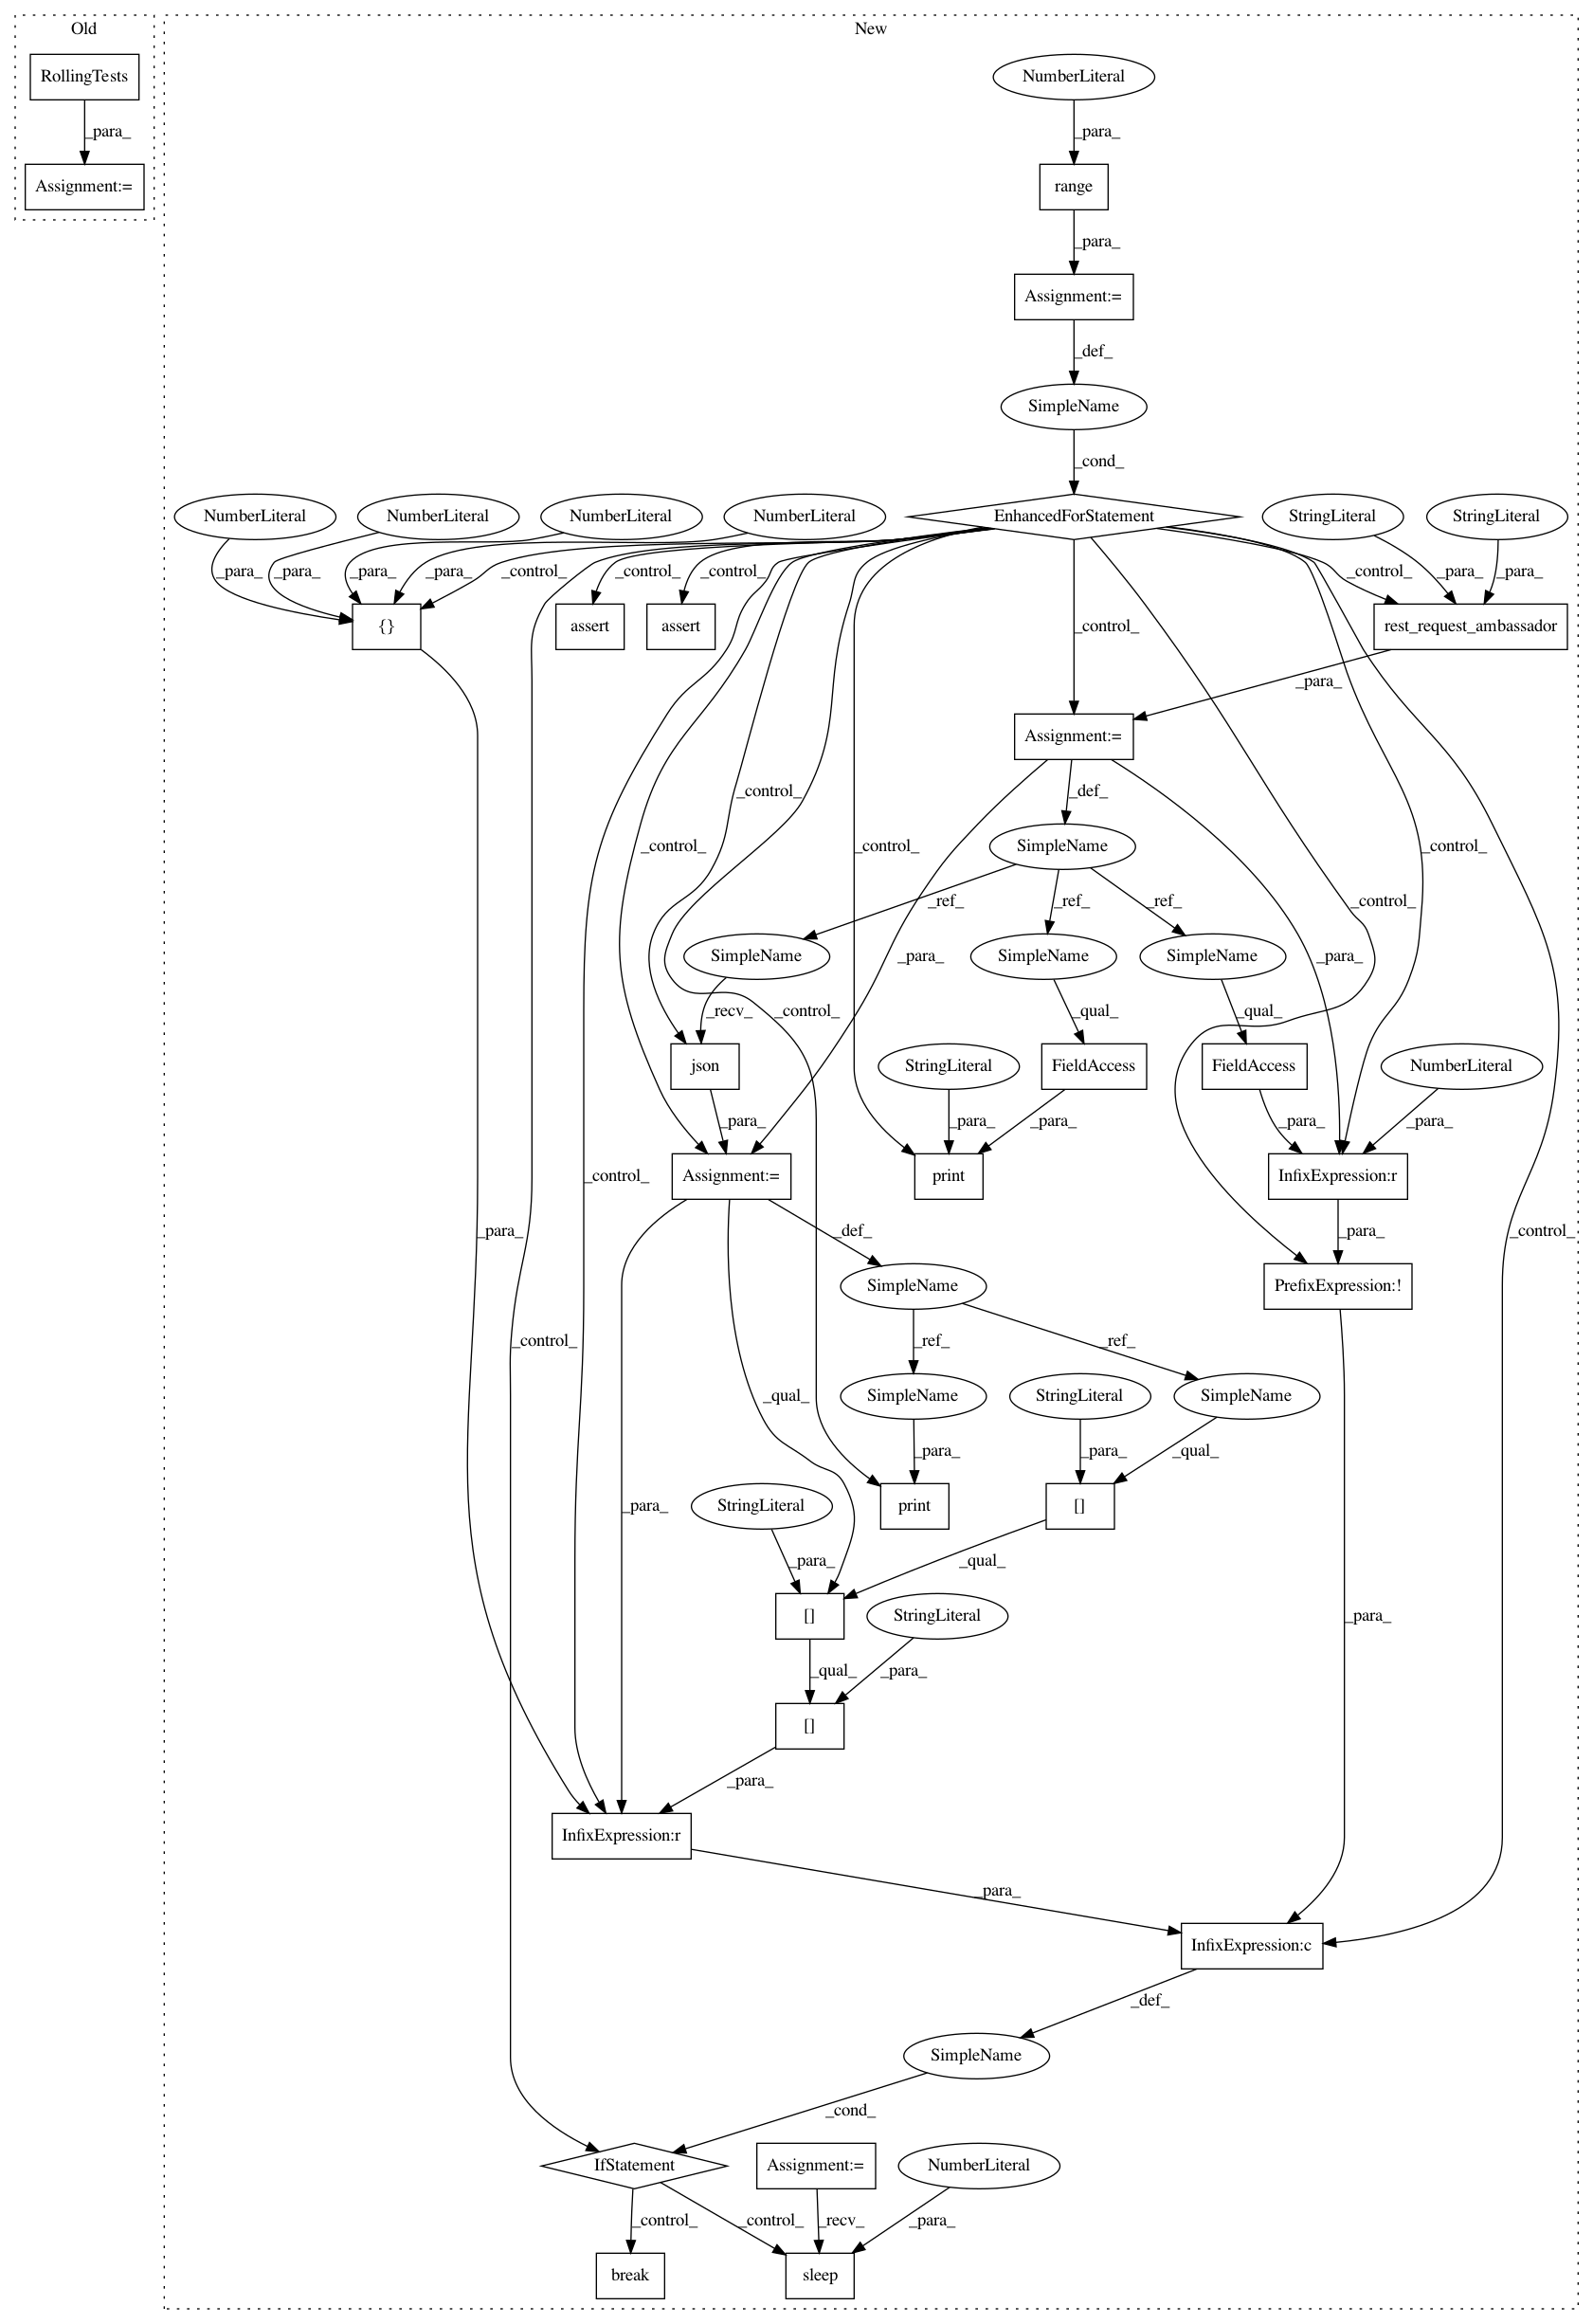 Old
New
RollingTests
NumberLiteral
_para_
_para_
Assignment:=
range
_para_
Assignment:=
_def_
SimpleName
_cond_
NumberLiteral
NumberLiteral
NumberLiteral
NumberLiteral
EnhancedForStatement
StringLiteral
StringLiteral
_para_
_para_
_para_
_para_
_control_
_control_
_control_
_control_
_control_
_para_
_para_
{}
assert
assert
rest_request_ambassador
_para_
Assignment:=
_control_
_def_
_control_
_control_
SimpleName
_control_
_ref_
_ref_
_ref_
_control_
_para_
SimpleName
SimpleName
SimpleName
_para_
_recv_
_control_
_qual_
_qual_
json
StringLiteral
FieldAccess
FieldAccess
NumberLiteral
_para_
_para_
_para_
_para_
_para_
_control_
Assignment:=
print
InfixExpression:r
_para_
_def_
_para_
_control_
SimpleName
PrefixExpression:!
_control_
_ref_
_ref_
_qual_
SimpleName
StringLiteral
SimpleName
_para_
_para_
_qual_
_para_
StringLiteral
print
[]
_para_
_qual_
[]
StringLiteral
_para_
_qual_
_para_
[]
_para_
InfixExpression:r
_para_
InfixExpression:c
_def_
SimpleName
_cond_
IfStatement
Assignment:=
NumberLiteral
_control_
_control_
_recv_
_para_
break
sleep